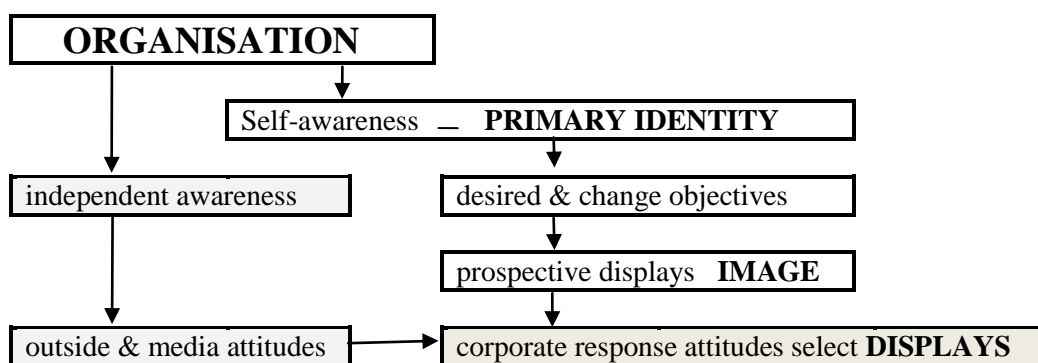 ORGANISATION
Self-awareness – PRIMARY IDENTITY
independent awareness
desired & change objectives
prospective displays IMAGE
outside & media attitudes
corporate response attitudes select DISPLAYS